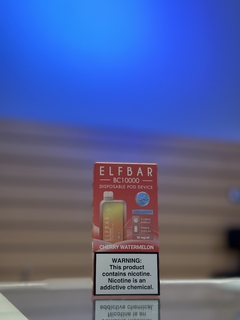 ELFBAR
BC10000
DISPOSABLE POD DEVICE
CHERRY WATERMELON
WARNING:
This product
contains nicotine.
Nicotine is an
addictive chemical.